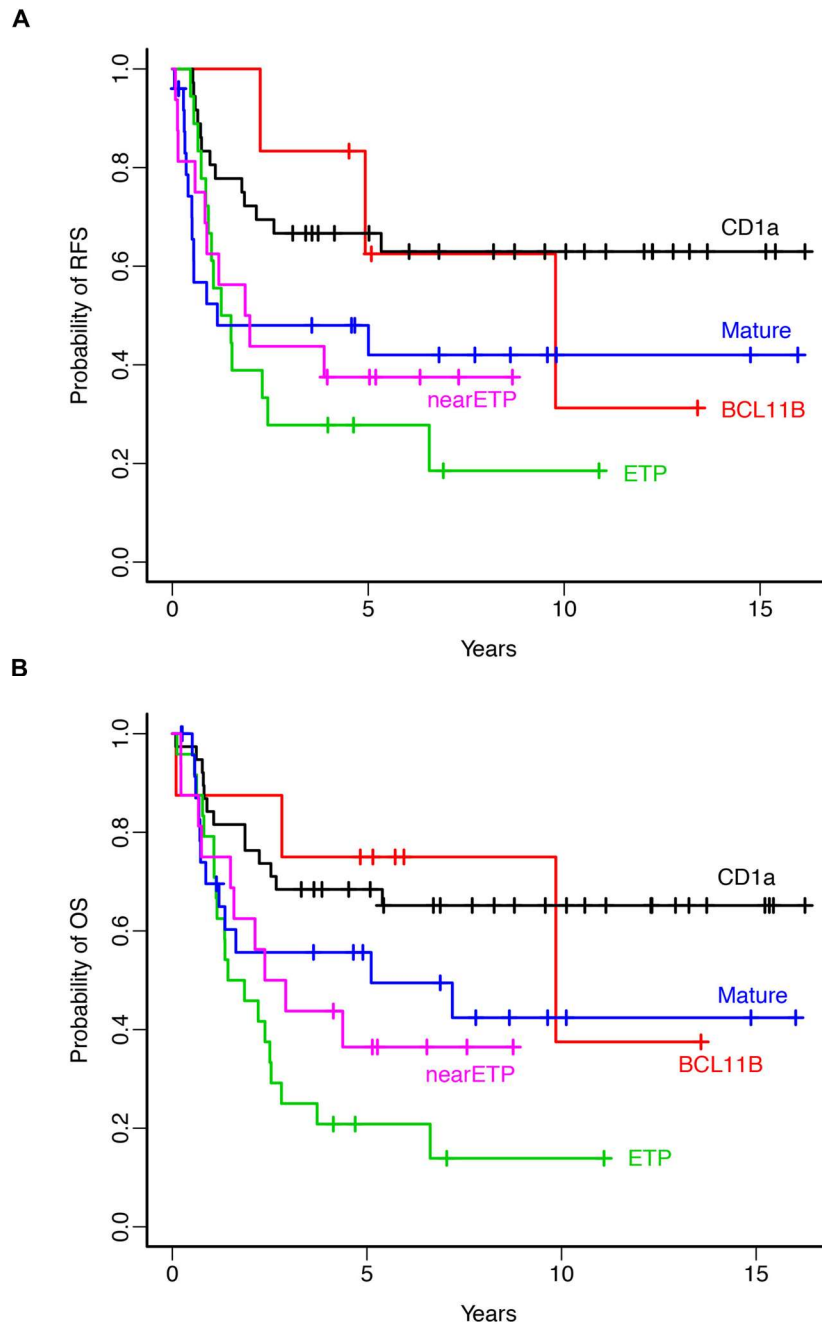 A
Probability of RFS
1.0
0.8
0.6
0.4
0.2
0.0
CD1a
Mature
nearETP
BCL11B
ETP
0 5 10 15
Years
B
Probability of OS
1.0
0.8
0.6
0.4
0.2
0.0
CD1a
Mature
BCL11B
nearETP
ETP
0 5 10 15
Years